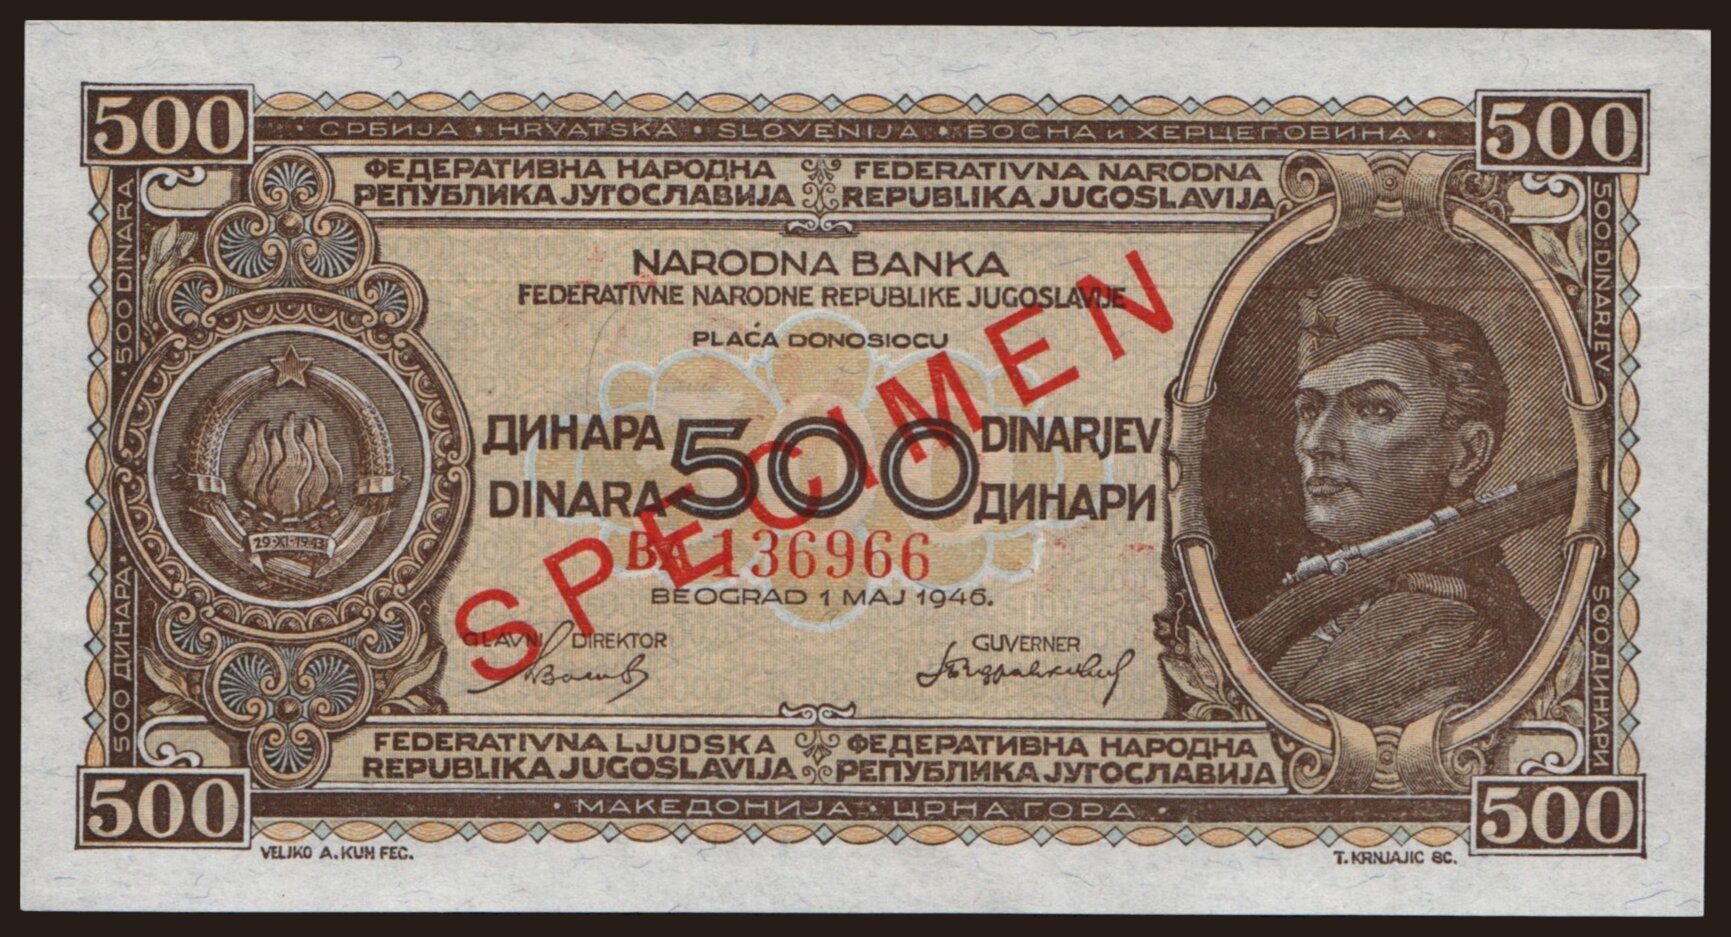 500
• СРБИЈА • HRVATSKA • SLOVENIJA • БОСНА и ХЕРЦЕГОВИНА •
500
ФЕДЕРАТИВНА НАРОДНА
РЕПУБЛИКА ЈУГОСЛАВИЈА
FEDERATIVNA NARODNA
REPUBLIKA JUGOSLAVIJA
500 DINARA
500 DINARJEV
NARODNA BANKA
FEDERATIVNE NARODNE REPUBLIKE JUGOSLAVIJE
PLAĆA DONOSIOCU
ДИНАРА 500 DINARJEV
DINARA ДИНАРИ
SPECIMEN
BA 136966
BEOGRAD 1 MAJ 1946.
29•XI•1943
GLAVNI DIREKTOR
GUVERNER
500 ДИНАРА
500 ДИНАРИ
FEDERATIVNA LJUDSKA
REPUBLIKA JUGOSLAVIJA
ФЕДЕРАТИВНА НАРОДНА
РЕПУБЛИКА ЈУГОСЛАВИЈА
500
• МАКЕДОНИЈА • ЦРНА ГОРА •
500
VELJKO A. KUN FEC.
T. KRNJAJIC SC.